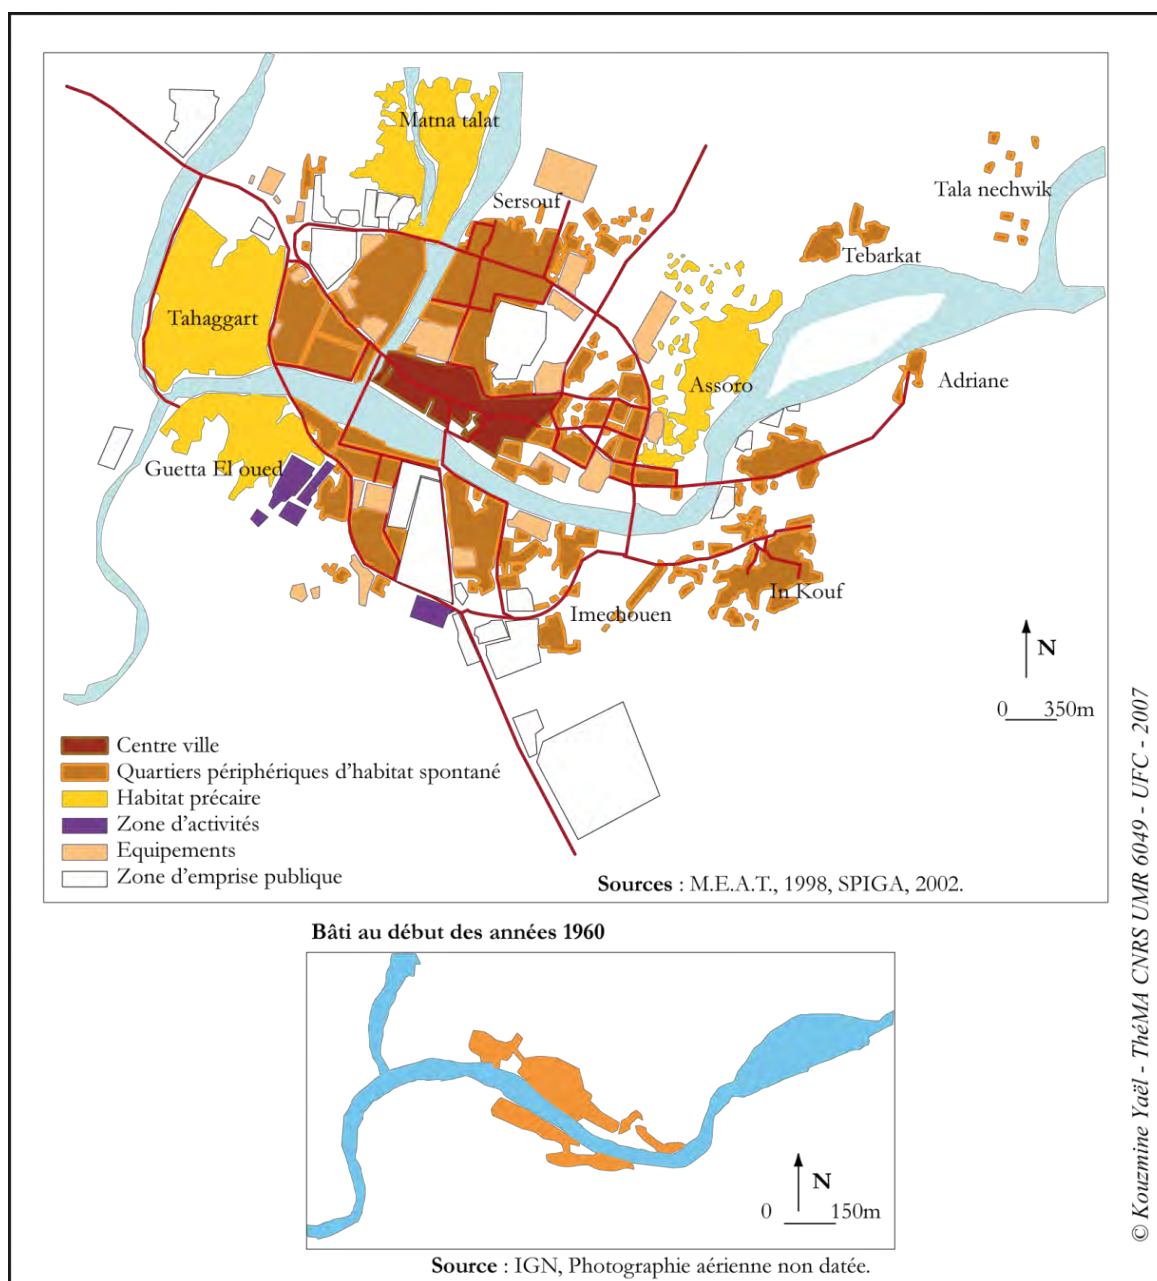 Matna talat
Sersouf
Tala nechwik
Tebarkat
Tahaggart
Assoro
Adriane
Guetta El oued
In Kouf
Imechouen
N
0 350m
Centre ville
Quartiers périphériques d'habitat spontané
Habitat précaire
Zone d'activités
Equipements
Zone d'emprise publique
Sources : M.E.A.T., 1998, SPIGA, 2002.
Bâti au début des années 1960
N
0 150m
Source : IGN, Photographie aérienne non datée.
© Kouzmine Yaël - ThéMA CNRS UMR 6049 - UFC - 2007